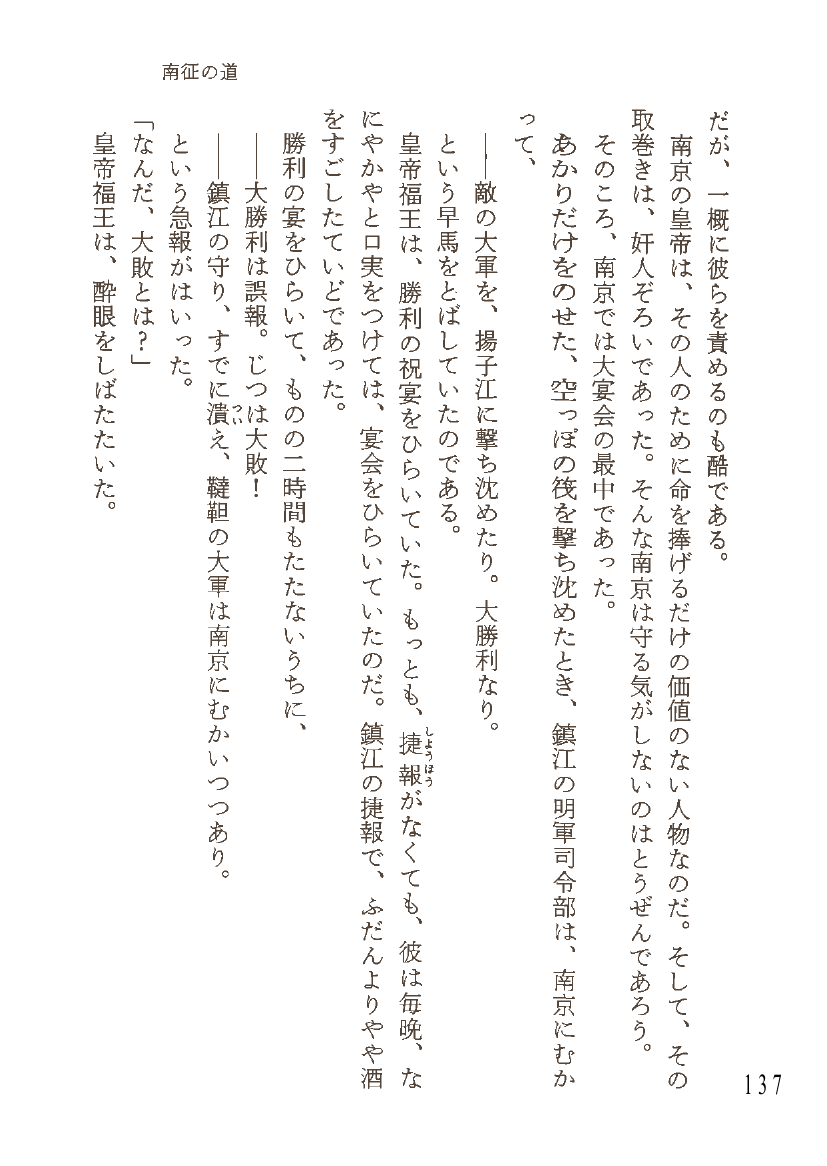 南征の道
だが、一概に彼らを責めるのも酷である。
南京の皇帝は、その人のために命を捧げるだけの価値のない人物なのだ。そして、その
取巻きは、奸人ぞろいであった。そんな南京は守る気がしないのはとうぜんであろう。
そのころ、南京では大宴会の最中であった。
あかりだけをのせた、空っぽの筏を撃ち沈めたとき、鎮江の明軍司令部は、南京にむか
って、
――敵の大軍を、揚子江に撃ち沈めたり。大勝利なり。
という早馬をとばしていたのである。
皇帝福王は、勝利の祝宴をひらいていた。もっとも、捷報しようほうがなくても、彼は毎晩、な
にやかやと口実をつけては、宴会をひらいていたのだ。鎮江の捷報で、ふだんよりやや酒
をすごしたていどであった。
勝利の宴をひらいて、ものの二時間もたたないうちに、
――大勝利は誤報。じつは大敗！
――鎮江の守り、すでに潰つい え、韃靼の大軍は南京にむかいつつあり。
という急報がはいった。
「なんだ、大敗とは？」
皇帝福王は、酔眼をしばたたいた。
137